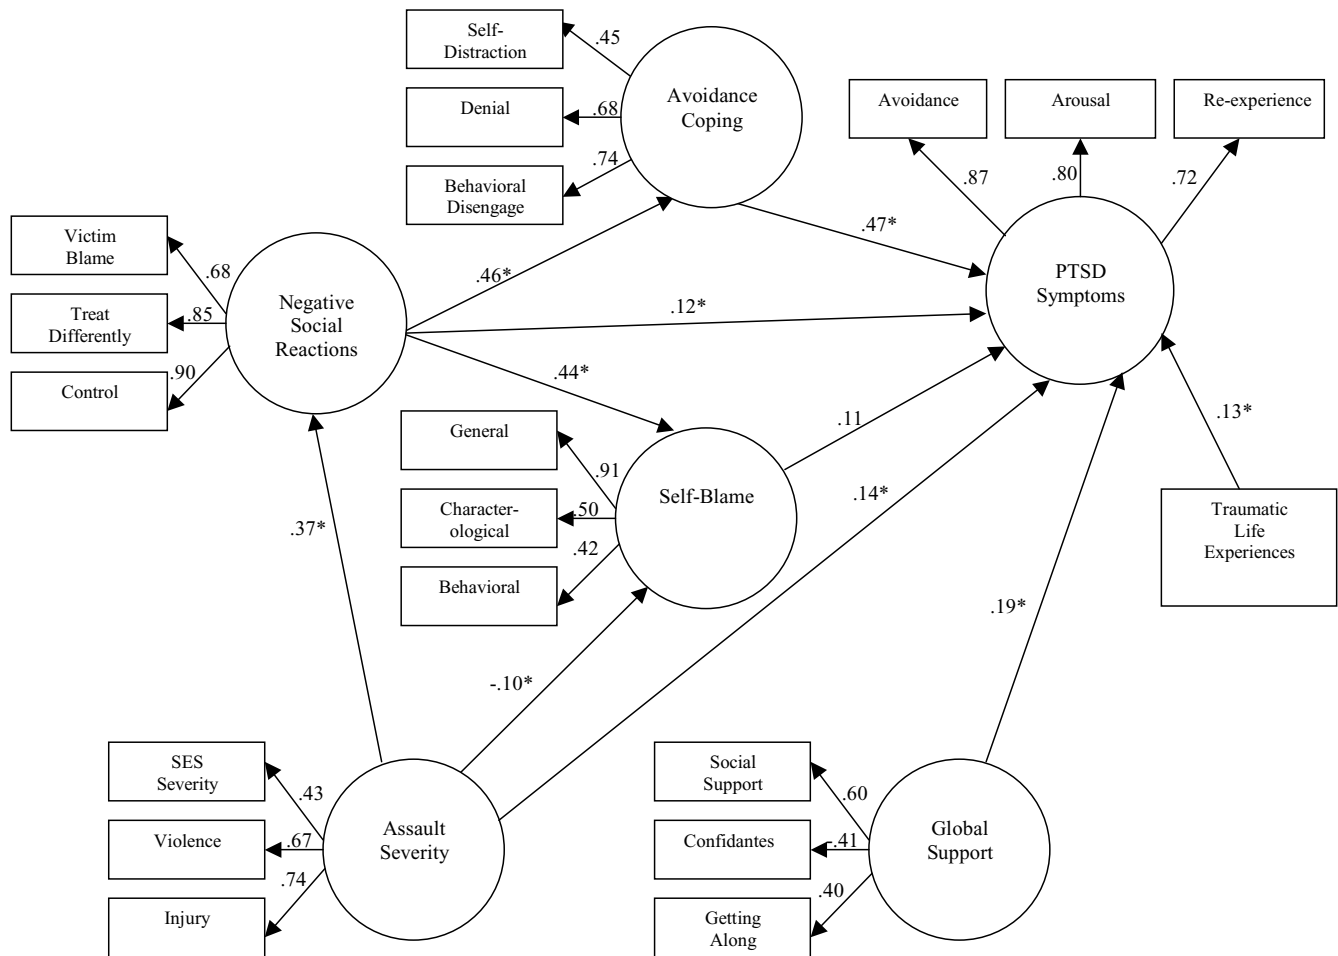 Self-
Distraction
.45
Denial
.68
Behavioral
Disengage
.74
Avoidance
Coping
Avoidance
Arousal
Re-experience
.87
.80
.72
PTSD
Symptoms
.47*
.46*
.12*
.44*
Victim
Blame
.68
Treat
Differently
.85
Control
.90
Negative
Social
Reactions
General
.91
Character-
ological
.50
Behavioral
.42
Self-Blame
.11
.14*
.13*
Traumatic
Life
Experiences
.37*
-.10*
.19*
SES
Severity
.43
Violence
.67
Injury
.74
Assault
Severity
Social
Support
.60
Confidantes
-.41
Getting
Along
.40
Global
Support